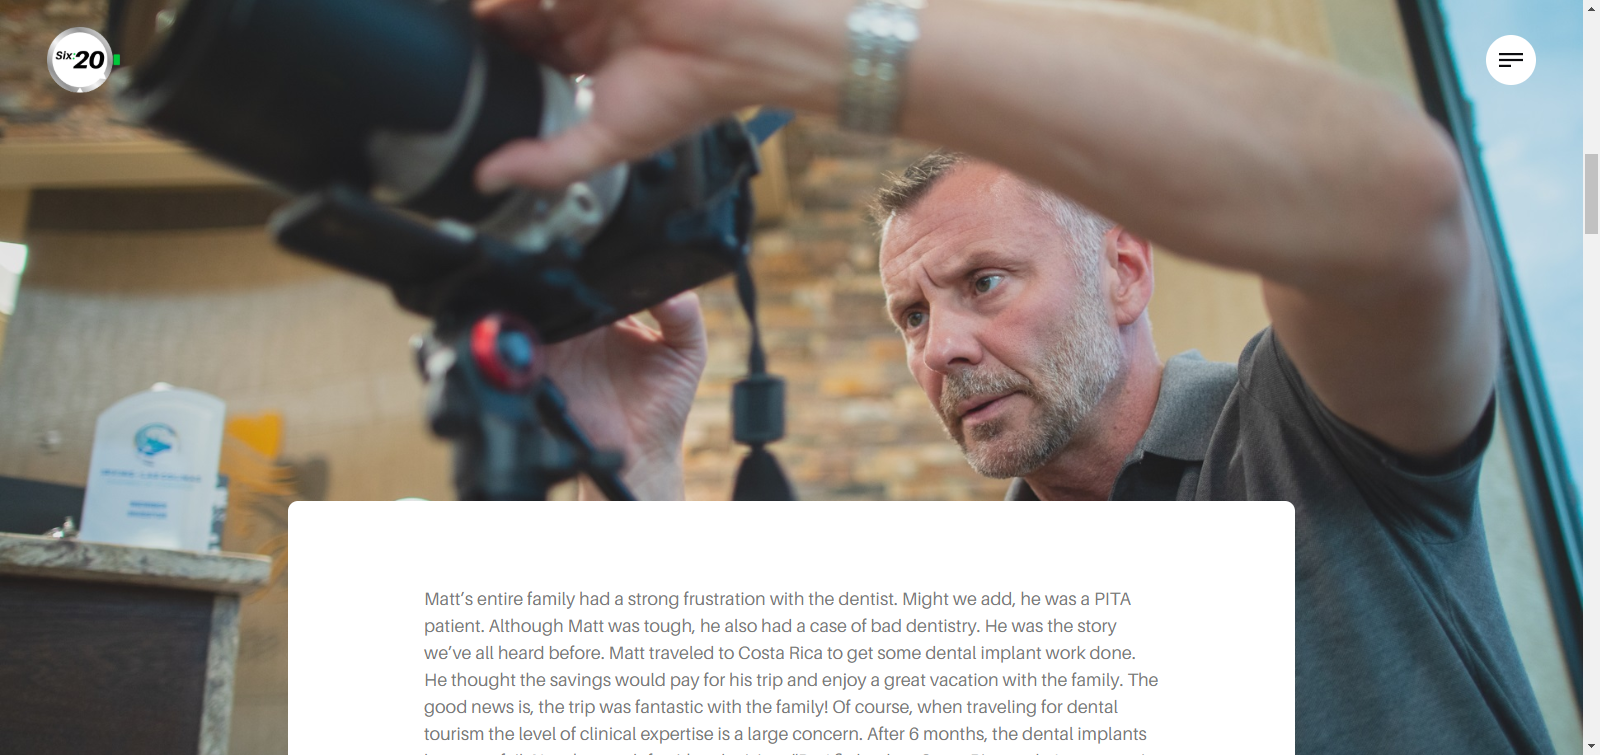 Six:20
Matt’s entire family had a strong frustration with the dentist. Might we add, he was a PITA
patient. Although Matt was tough, he also had a case of bad dentistry. He was the story
we’ve all heard before. Matt traveled to Costa Rica to get some dental implant work done.
He thought the savings would pay for his trip and enjoy a great vacation with the family. The
good news is, the trip was fantastic with the family! Of course, when traveling for dental
tourism the level of clinical expertise is a large concern. After 6 months, the dental implants